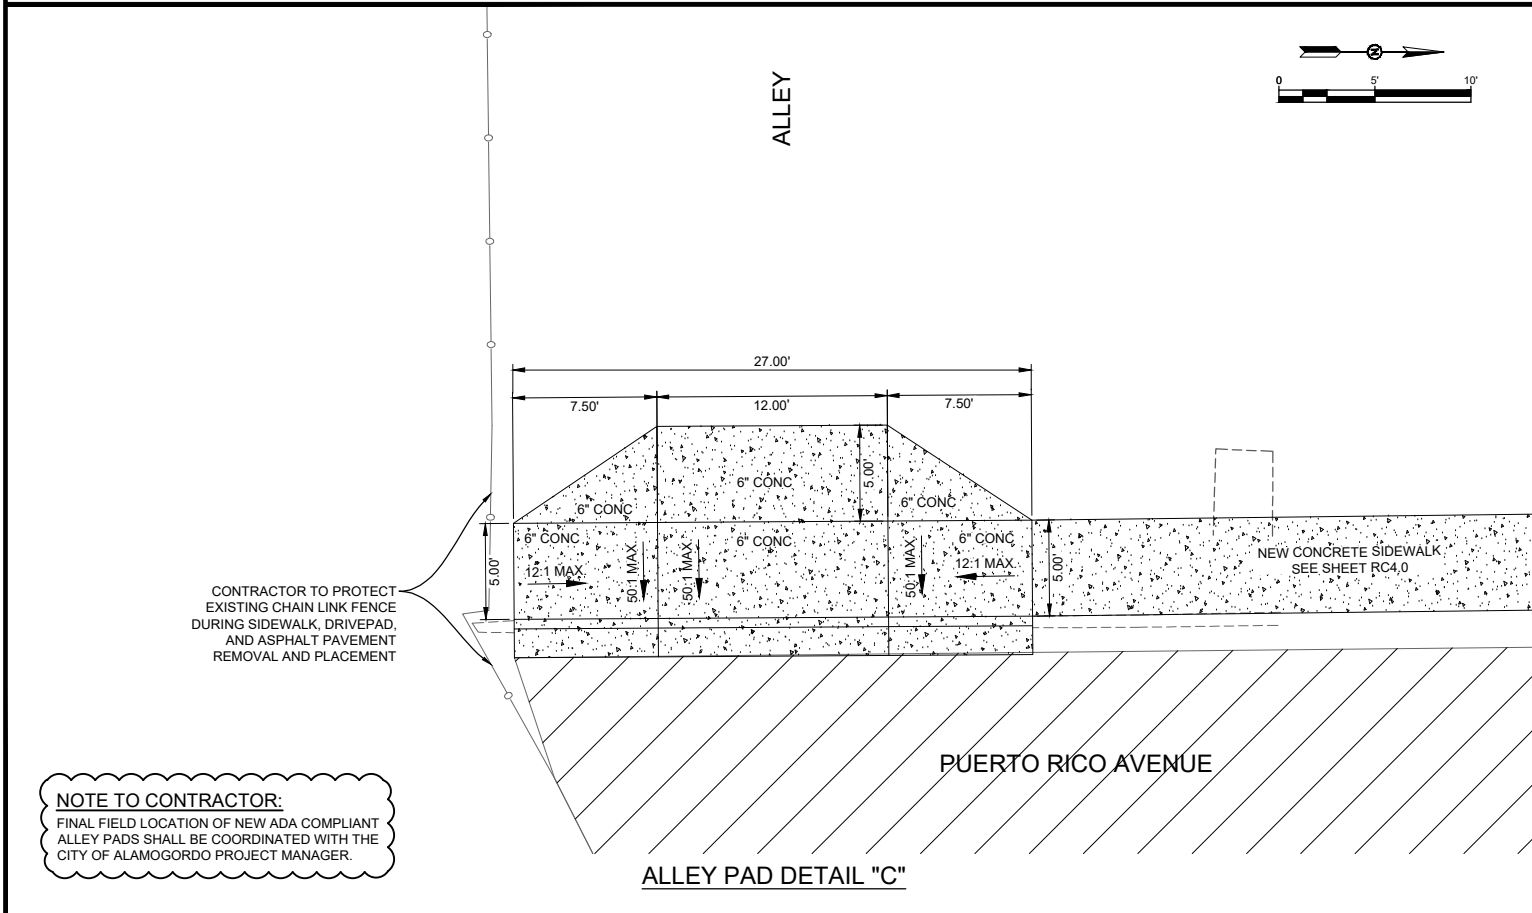 ALLEY
N
0 5' 10'
27.00'
7.50' 12.00' 7.50'
5.00'
6" CONC
6" CONC
6" CONC
6" CONC
6" CONC
6" CONC
12:1 MAX.
50:1 MAX.
50:1 MAX.
50:1 MAX.
12:1 MAX.
5.00'
5.00'
NEW CONCRETE SIDEWALK
SEE SHEET RC4.0
CONTRACTOR TO PROTECT
EXISTING CHAIN LINK FENCE
DURING SIDEWALK, DRIVEPAD,
AND ASPHALT PAVEMENT
REMOVAL AND PLACEMENT
PUERTO RICO AVENUE
NOTE TO CONTRACTOR:
FINAL FIELD LOCATION OF NEW ADA COMPLIANT
ALLEY PADS SHALL BE COORDINATED WITH THE
CITY OF ALAMOGORDO PROJECT MANAGER.
ALLEY PAD DETAIL "C"